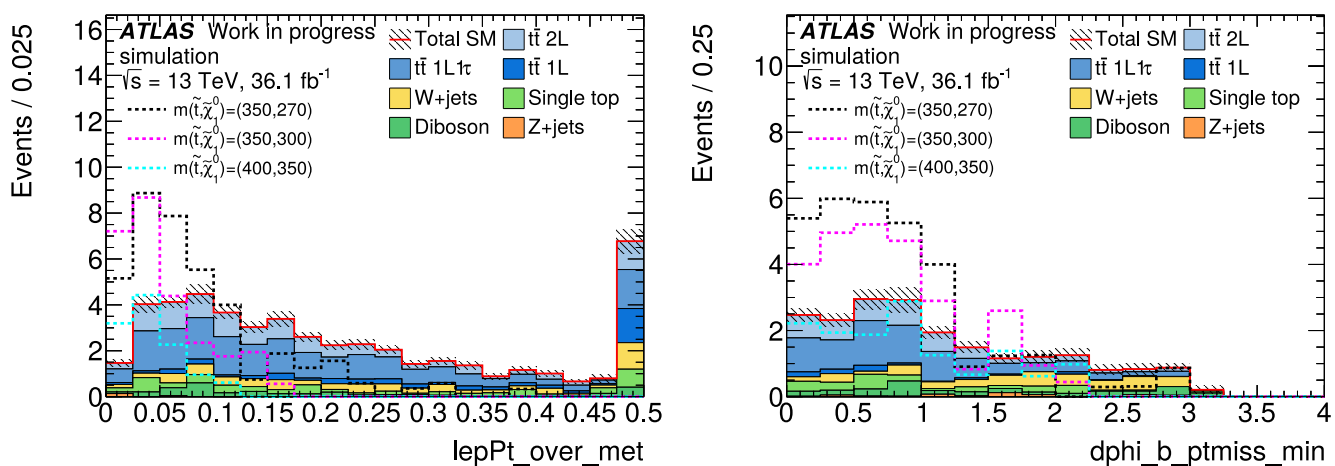 Events / 0.025
16
14
12
10
8
6
4
2
0
ATLAS Work in progress
simulation
√s = 13 TeV, 36.1 fb⁻¹
m(t̃,χ̃₁⁰)=(350,270)
m(t̃,χ̃₁⁰)=(350,300)
m(t̃,χ̃₁⁰)=(400,350)
Total SM
tt̄ 2L
tt̄ 1L1τ
tt̄ 1L
W+jets
Single top
Diboson
Z+jets
0 0.05 0.1 0.15 0.2 0.25 0.3 0.35 0.4 0.45 0.5
lepPt_over_met
Events / 0.25
10
8
6
4
2
0
ATLAS Work in progress
simulation
√s = 13 TeV, 36.1 fb⁻¹
m(t̃,χ̃₁⁰)=(350,270)
m(t̃,χ̃₁⁰)=(350,300)
m(t̃,χ̃₁⁰)=(400,350)
Total SM
tt̄ 2L
tt̄ 1L1τ
tt̄ 1L
W+jets
Single top
Diboson
Z+jets
0 0.5 1 1.5 2 2.5 3 3.5 4
dphi_b_ptmiss_min